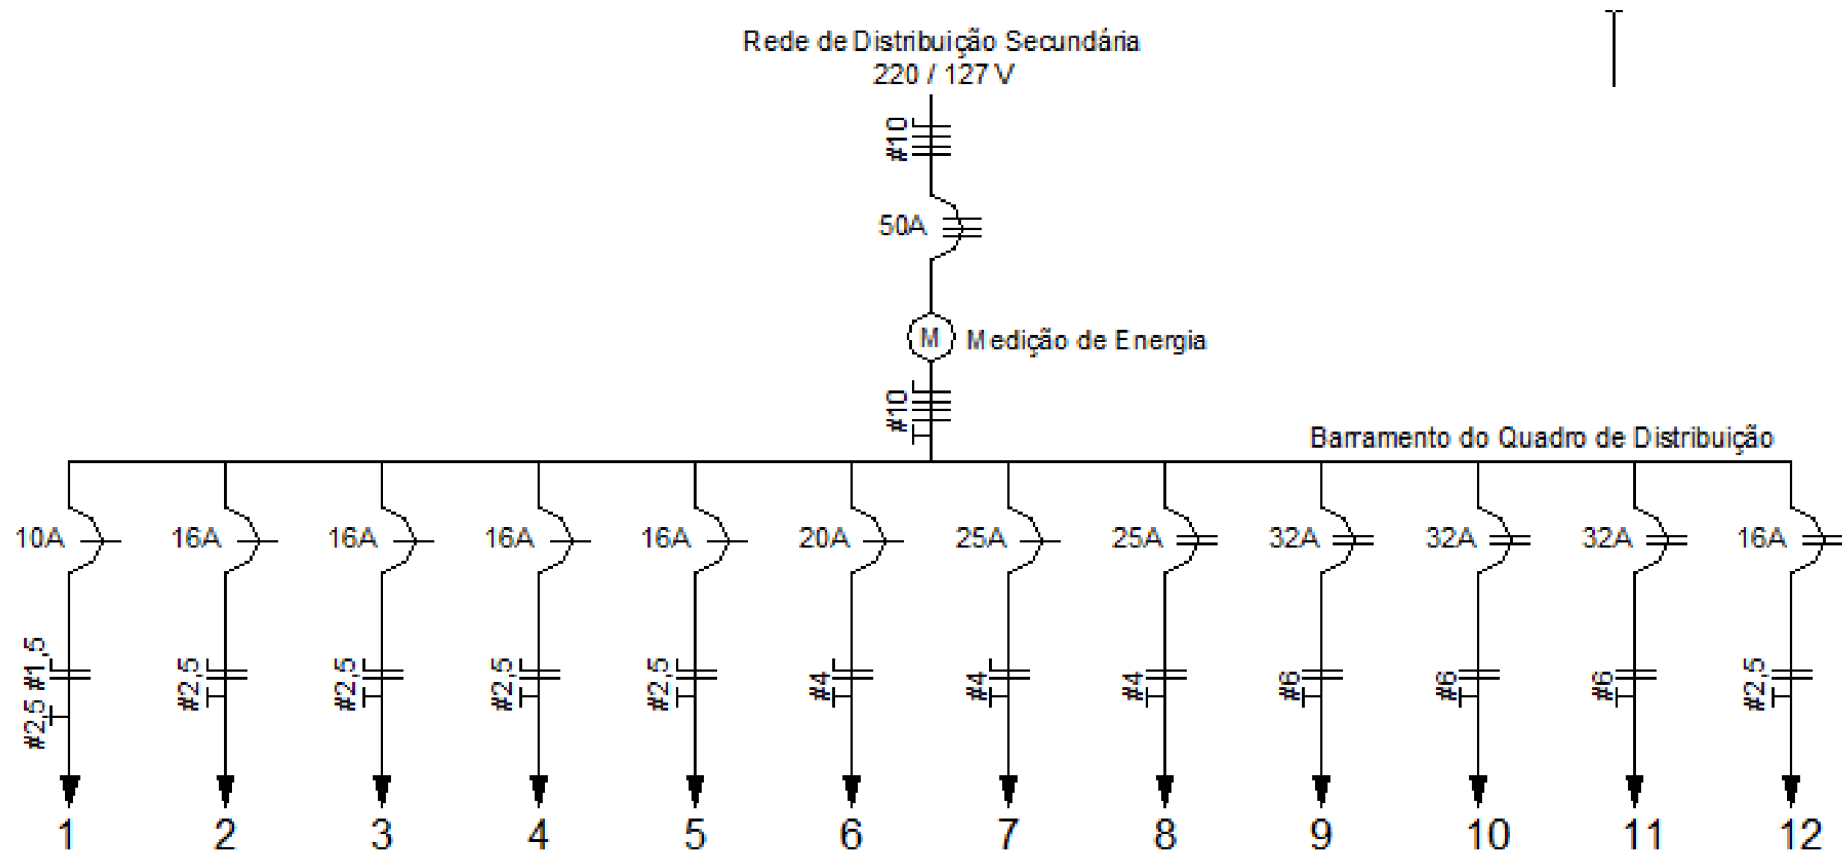 Rede de Distribuição Secundária
220 / 127 V
#10
50A
M
Medição de Energia
#10
Barramento do Quadro de Distribuição
10A 16A 16A 16A 16A 20A 25A 25A 32A 32A 32A 16A
#2,5 #1,5 #2,5 #2,5 #2,5 #2,5 #4 #4 #4 #6 #6 #6 #2,5
1 2 3 4 5 6 7 8 9 10 11 12